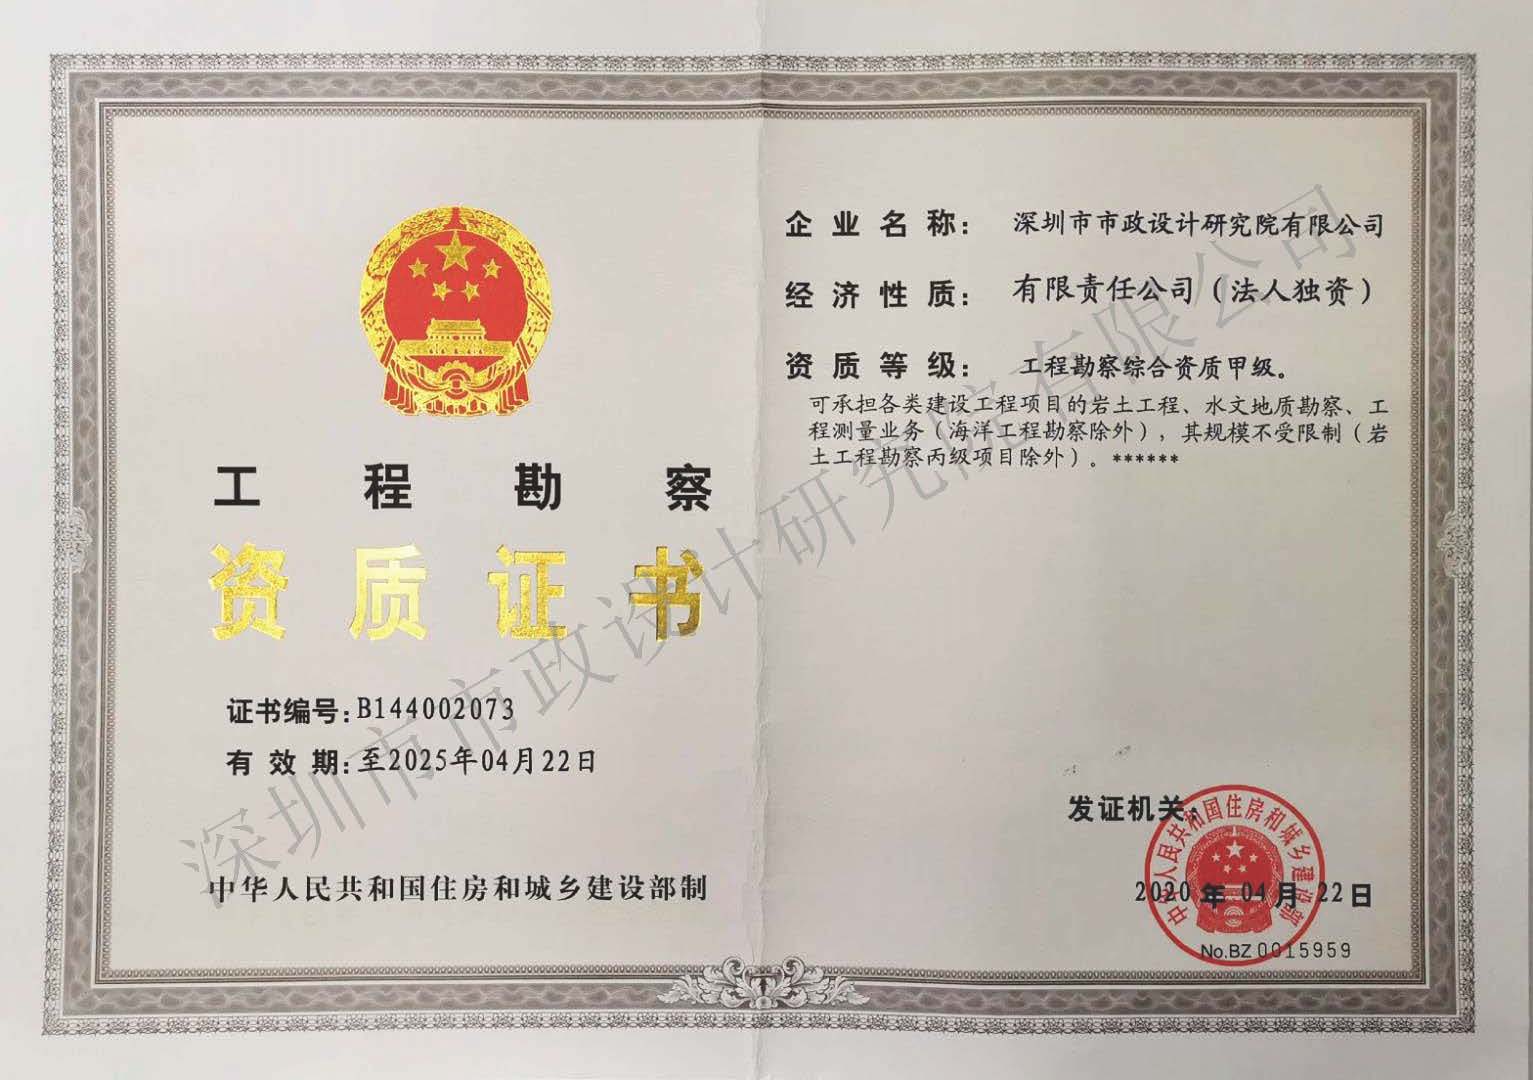 工程勘察
资质证书
证书编号:B144002073
有效期:至2025年04月22日
中华人民共和国住房和城乡建设部制
企业名称: 深圳市市政设计研究院有限公司
经济性质: 有限责任公司（法人独资）
资质等级: 工程勘察综合资质甲级。
可承担各类建设工程项目的岩土工程、水文地质勘察、工
程测量业务（海洋工程勘察除外），其规模不受限制（岩
土工程勘察丙级项目除外）。******
发证机关:
中华人民共和国住房和城乡建设部
2020年04月22日
No.BZ 0015959
深圳市市政设计研究院有限公司